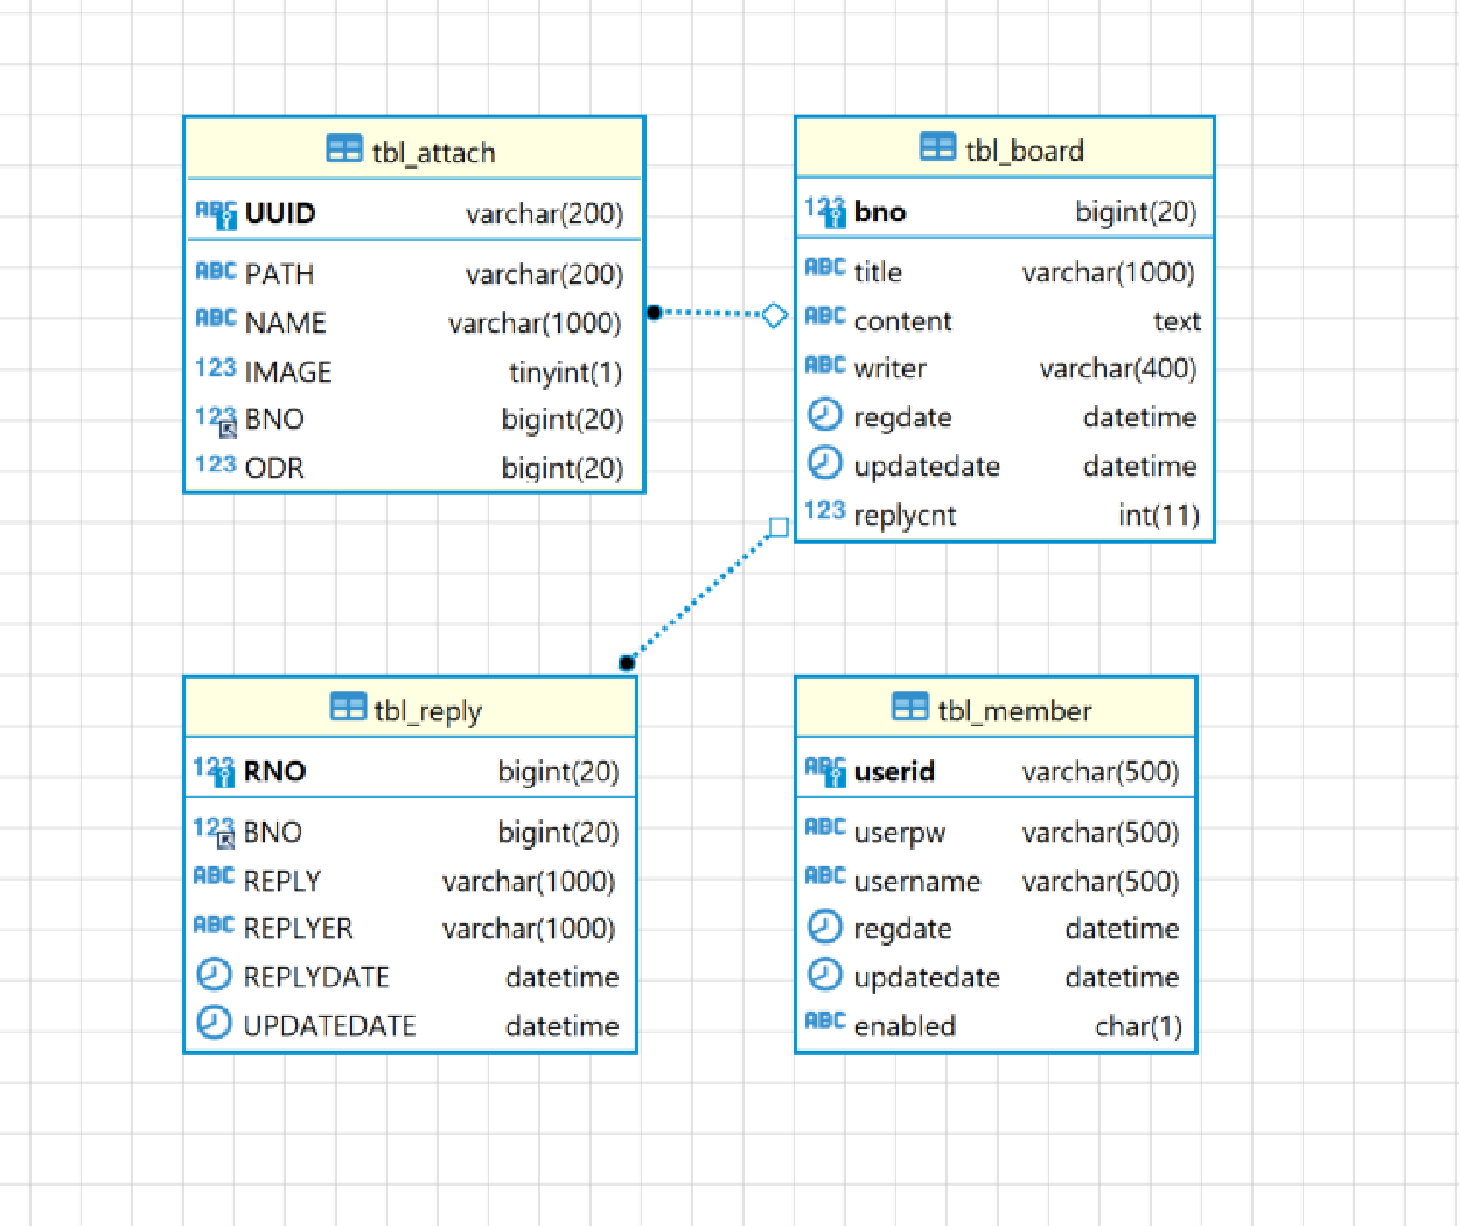 tbl_attach
ABC UUID varchar(200)
ABC PATH varchar(200)
ABC NAME varchar(1000)
123 IMAGE tinyint(1)
123 BNO bigint(20)
123 ODR bigint(20)
tbl_board
123 bno bigint(20)
ABC title varchar(1000)
ABC content text
ABC writer varchar(400)
regdate datetime
updatedate datetime
123 replycnt int(11)
tbl_reply
123 RNO bigint(20)
123 BNO bigint(20)
ABC REPLY varchar(1000)
ABC REPLYER varchar(1000)
REPLYDATE datetime
UPDATEDATE datetime
tbl_member
ABC userid varchar(500)
ABC userpw varchar(500)
ABC username varchar(500)
regdate datetime
updatedate datetime
ABC enabled char(1)